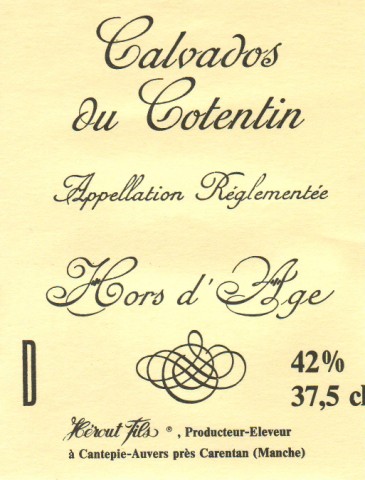 Calvados
du Cotentin
Appellation Réglementée
Hors d'Age
D
42%
37,5 cl
Hérout Fils ®, Producteur-Eleveur
à Cantepie-Auvers près Carentan (Manche)